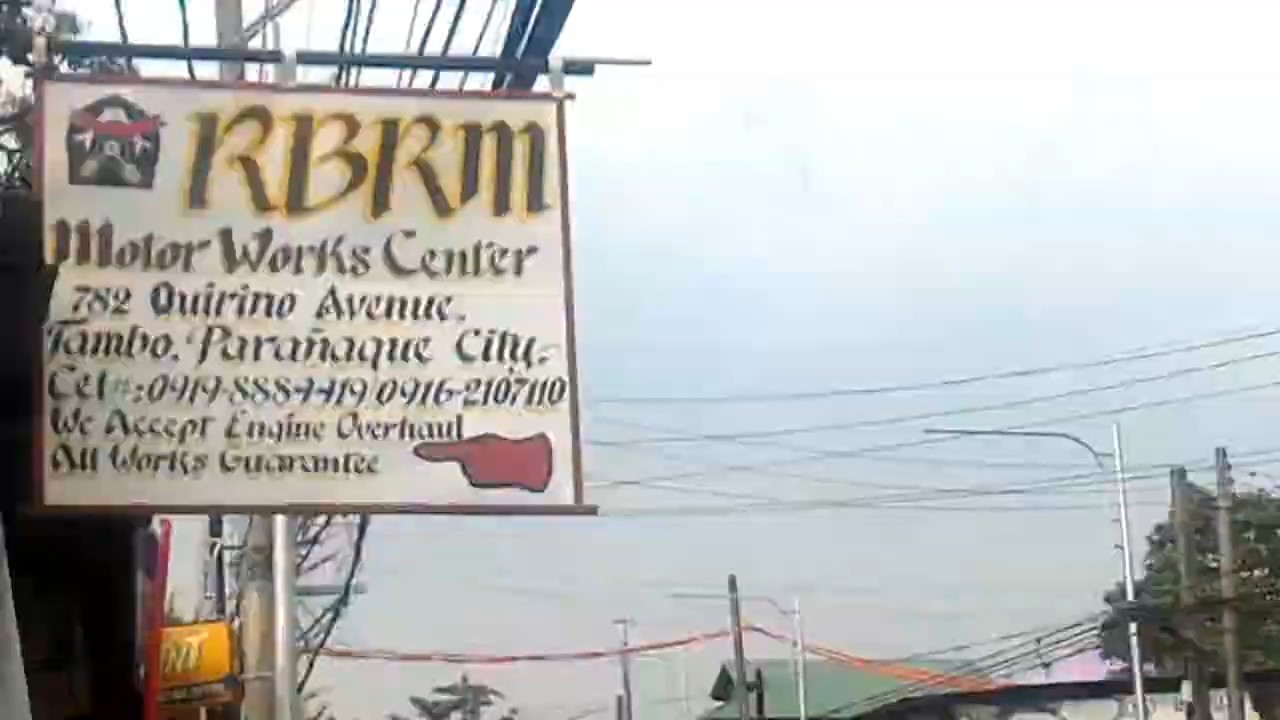 RBRM
Motor Works Center
782 Quirino Avenue,
Tambo, Parañaque City,
Cel#:0919-8884419/0916-2107110
We Accept Engine Overhaul
All Works Guarantee